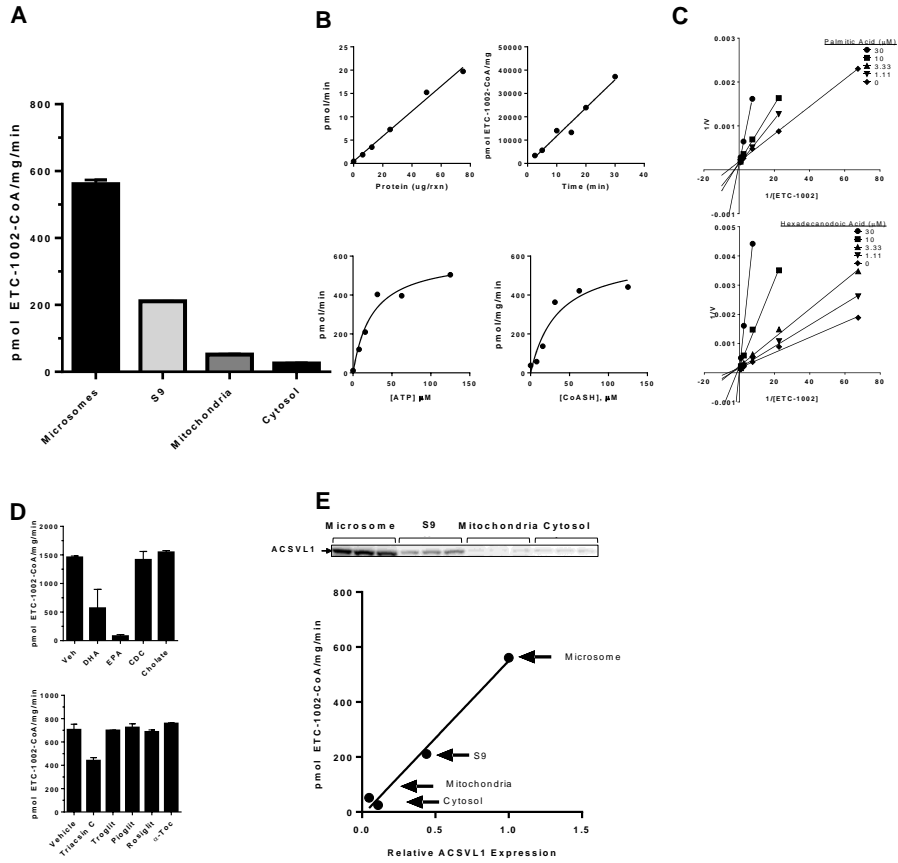 A
pmol ETC-1002-CoA/mg/min
800
600
400
200
0
Microsomes
S9
Mitochondria
Cytosol
B
pmol/min
25
20
15
10
5
0
0
20
40
60
80
Protein (ug/rxn)
pmol ETC-1002-CoA/mg
50000
40000
30000
20000
10000
0
0
10
20
30
40
Time (min)
pmol/min
600
400
200
0
0
50
100
150
[ATP] µM
pmol/mg/min
600
400
200
0
0
50
100
150
[CoASH], µM
C
Palmitic Acid (µM)
30
10
3.33
1.11
0
1/V
0.003
0.002
0.001
-0.001
-20
20
40
60
80
1/[ETC-1002]
Hexadecanodoic Acid (µM)
30
10
3.33
1.11
0
1/V
0.005
0.004
0.003
0.002
0.001
-0.001
-20
20
40
60
80
1/[ETC-1002]
D
pmol ETC-1002-CoA/mg/min
2000
1500
1000
500
0
Veh
DHA
EPA
CDC
Cholate
pmol ETC-1002-CoA/mg/min
1000
800
600
400
200
0
Vehicle
Triacsin C
Troglit
Pioglit
Rosiglit
α-Toc
E
Microsome
S9
Mitochondria
Cytosol
ACSVL1
pmol ETC-1002-CoA/mg/min
800
600
400
200
0
0.0
0.5
1.0
1.5
Microsome
S9
Mitochondria
Cytosol
Relative ACSVL1 Expression